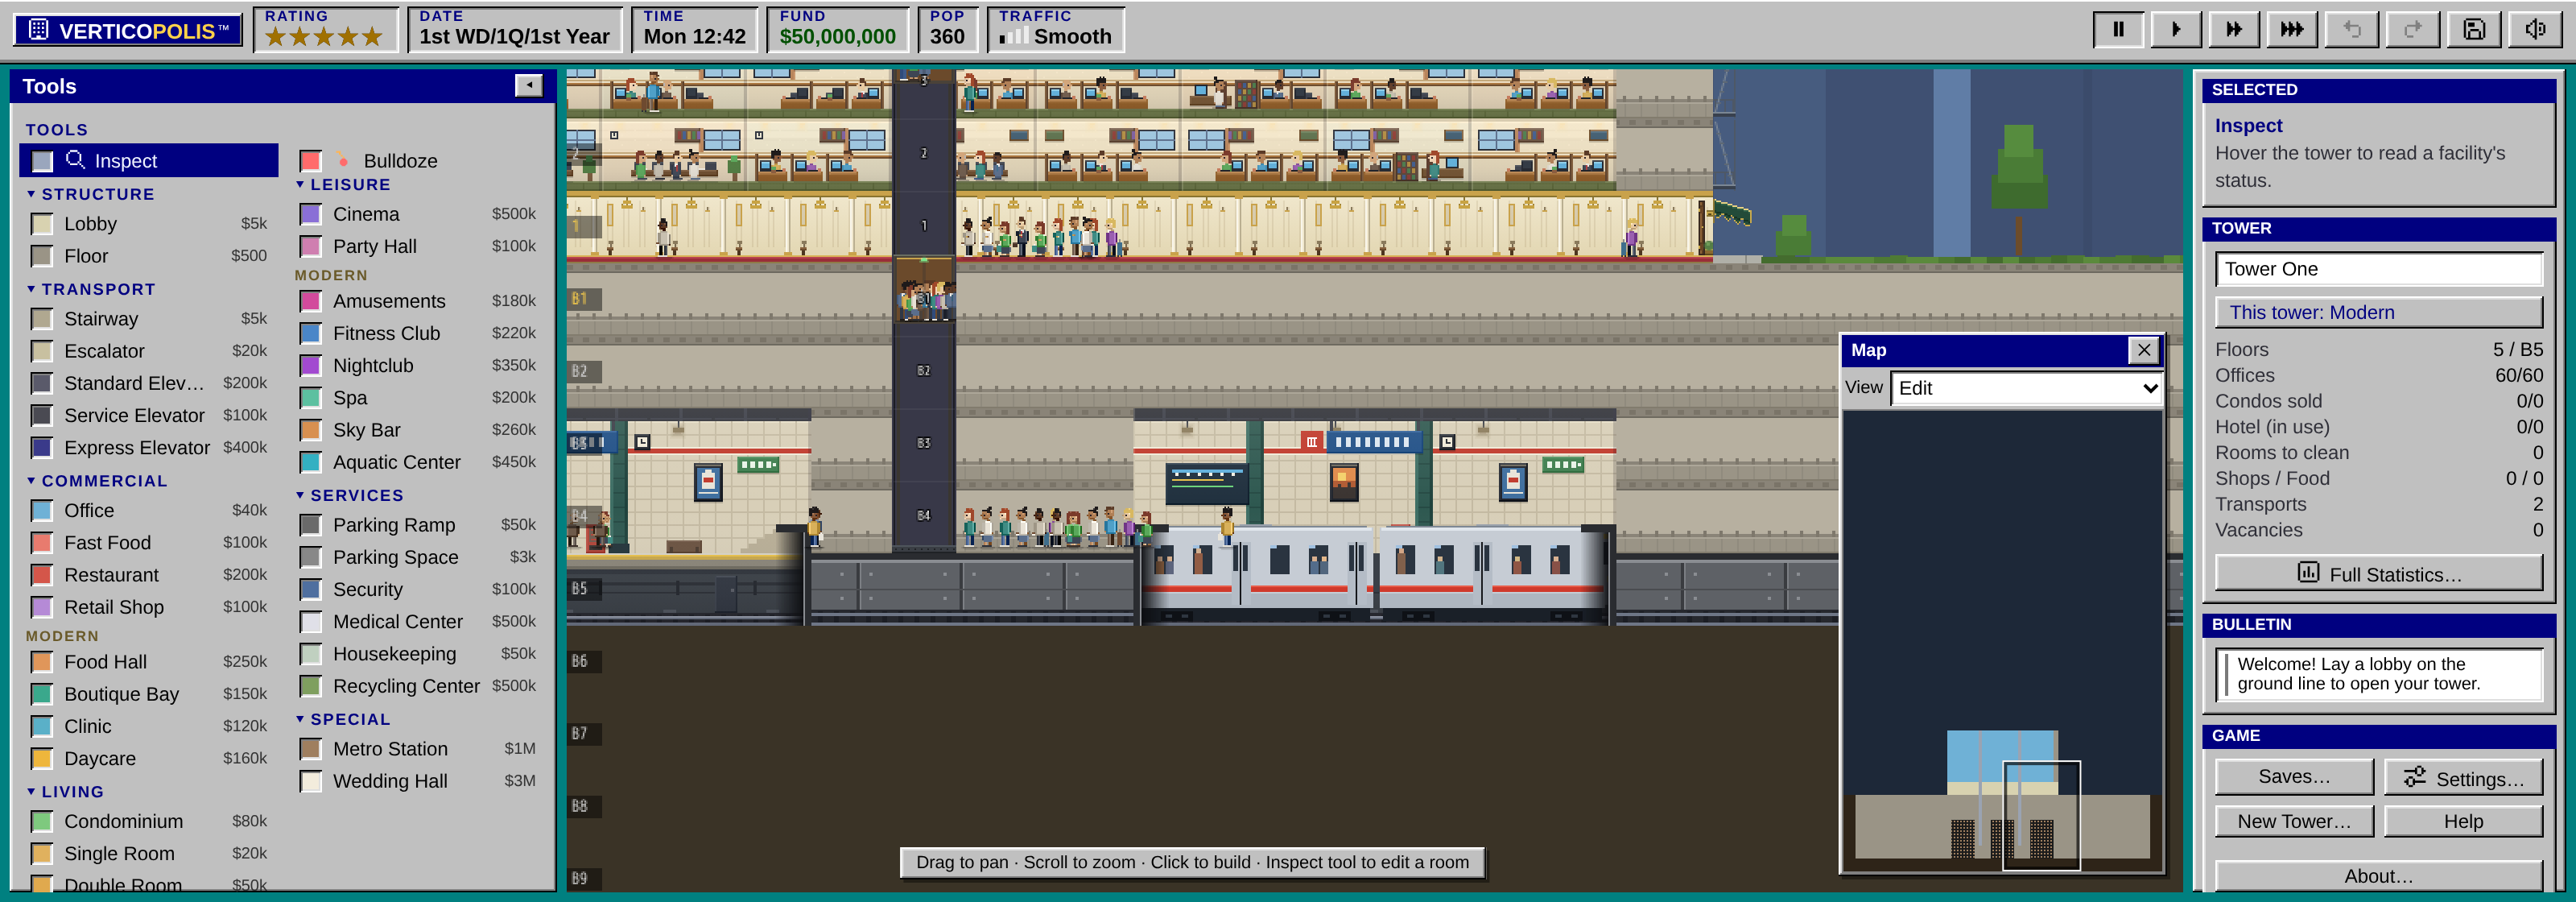 VERTICOPOLIS™
RATING
DATE
1st WD/1Q/1st Year
TIME
Mon 12:42
FUND
$50,000,000
POP
360
TRAFFIC
Smooth
Tools
TOOLS
Inspect
STRUCTURE
Lobby $5k
Floor $500
TRANSPORT
Stairway $5k
Escalator $20k
Standard Elev… $200k
Service Elevator $100k
Express Elevator $400k
COMMERCIAL
Office $40k
Fast Food $100k
Restaurant $200k
Retail Shop $100k
MODERN
Food Hall $250k
Boutique Bay $150k
Clinic $120k
Daycare $160k
LIVING
Condominium $80k
Single Room $20k
Double Room $50k
Bulldoze
LEISURE
Cinema $500k
Party Hall $100k
MODERN
Amusements $180k
Fitness Club $220k
Nightclub $350k
Spa $200k
Sky Bar $260k
Aquatic Center $450k
SERVICES
Parking Ramp $50k
Parking Space $3k
Security $100k
Medical Center $500k
Housekeeping $50k
Recycling Center $500k
SPECIAL
Metro Station $1M
Wedding Hall $3M
3
2
2
1
1
B1
B1
B2
B2
B3
B3
B4
B4
B5
B6
B7
B8
B9
Drag to pan · Scroll to zoom · Click to build · Inspect tool to edit a room
Map
View Edit
SELECTED
Inspect
Hover the tower to read a facility's
status.
TOWER
Tower One
This tower: Modern
Floors 5 / B5
Offices 60/60
Condos sold 0/0
Hotel (in use) 0/0
Rooms to clean 0
Shops / Food 0 / 0
Transports 2
Vacancies 0
Full Statistics…
BULLETIN
Welcome! Lay a lobby on the
ground line to open your tower.
GAME
Saves…
Settings…
New Tower…
Help
About…